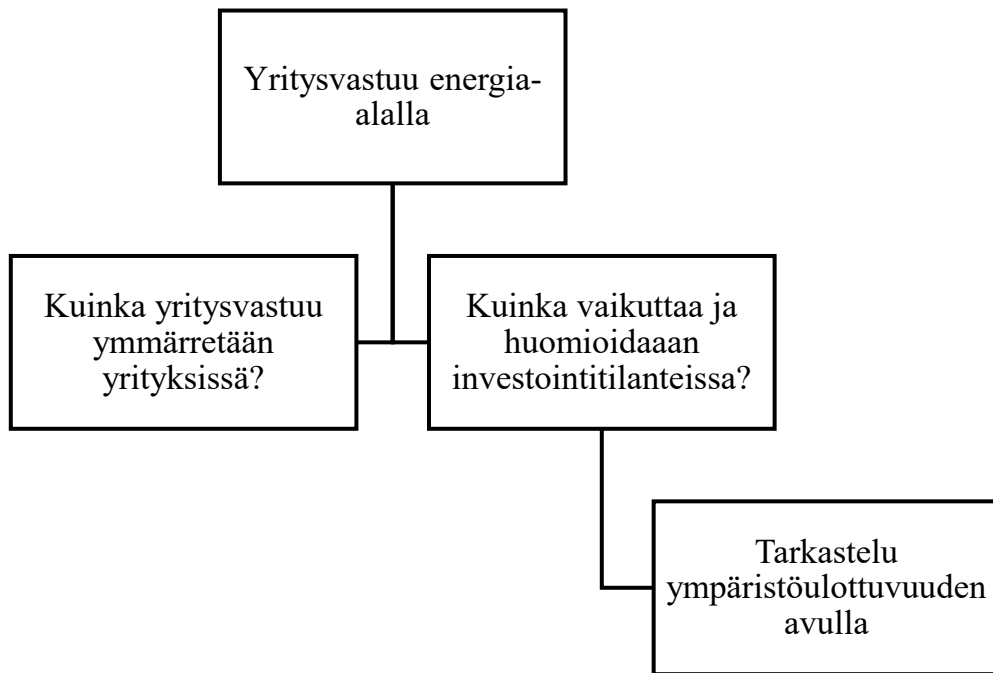 Yritysvastuu energia-
alalla
Kuinka yritysvastuu
ymmärretään
yrityksissä?
Kuinka vaikuttaa ja
huomioidaaan
investointitilanteissa?
Tarkastelu
ympäristöulottuvuuden
avulla